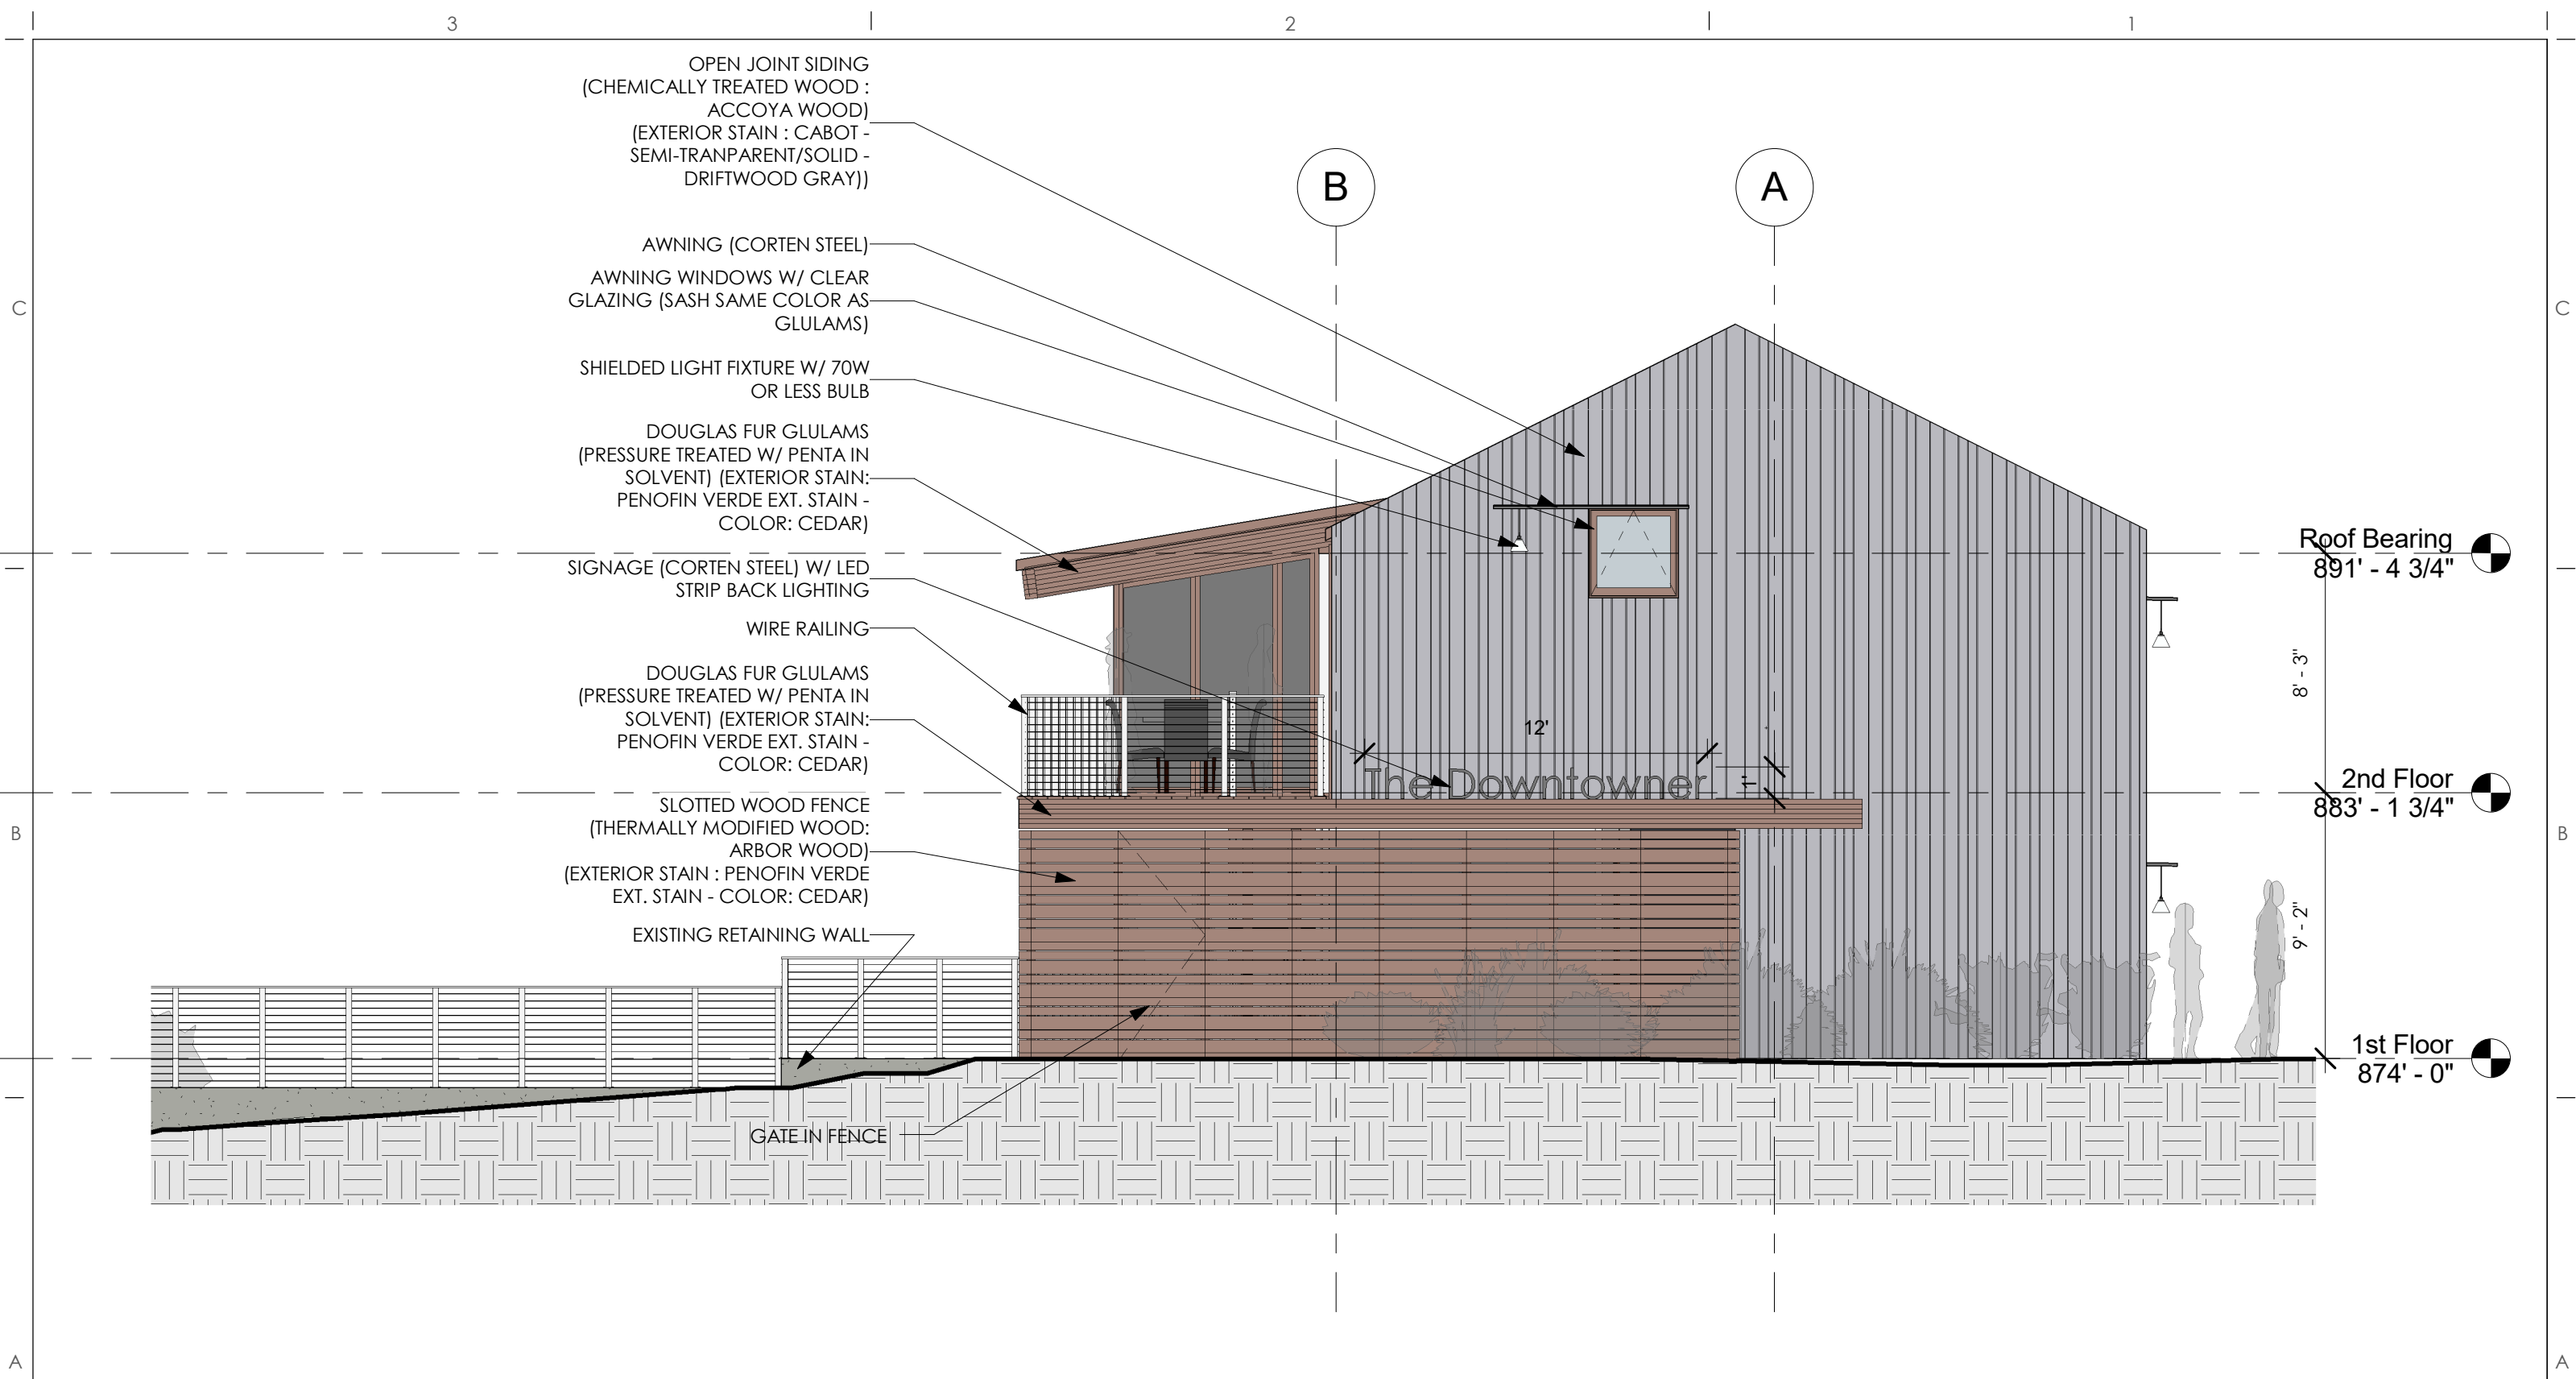 3
2
1
OPEN JOINT SIDING
(CHEMICALLY TREATED WOOD :
ACCOYA WOOD)
(EXTERIOR STAIN : CABOT -
SEMI-TRANPARENT/SOLID -
DRIFTWOOD GRAY))
B
A
AWNING (CORTEN STEEL)
AWNING WINDOWS W/ CLEAR
GLAZING (SASH SAME COLOR AS
GLULAMS)
C
C
SHIELDED LIGHT FIXTURE W/ 70W
OR LESS BULB
DOUGLAS FUR GLULAMS
(PRESSURE TREATED W/ PENTA IN
SOLVENT) (EXTERIOR STAIN:
PENOFIN VERDE EXT. STAIN -
COLOR: CEDAR)
Roof Bearing
891' - 4 3/4"
SIGNAGE (CORTEN STEEL) W/ LED
STRIP BACK LIGHTING
WIRE RAILING
8' - 3"
DOUGLAS FUR GLULAMS
(PRESSURE TREATED W/ PENTA IN
SOLVENT) (EXTERIOR STAIN:
PENOFIN VERDE EXT. STAIN -
COLOR: CEDAR)
12'
The Downtowner
1'
2nd Floor
883' - 1 3/4"
SLOTTED WOOD FENCE
(THERMALLY MODIFIED WOOD:
ARBOR WOOD)
(EXTERIOR STAIN : PENOFIN VERDE
EXT. STAIN - COLOR: CEDAR)
B
B
9' - 2"
EXISTING RETAINING WALL
1st Floor
874' - 0"
GATE IN FENCE
A
A